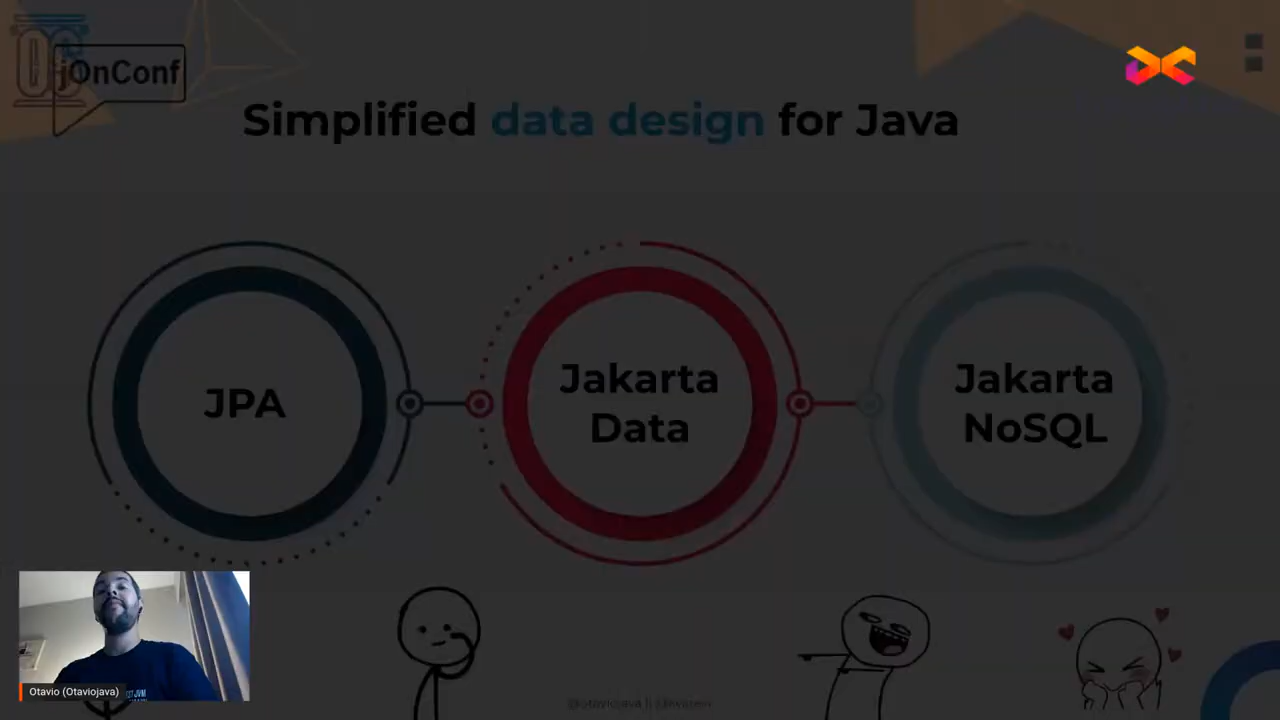 jOnConf
Simplified data design for Java
JPA
Jakarta
Data
Jakarta
NoSQL
Otavio (Otaviojava)